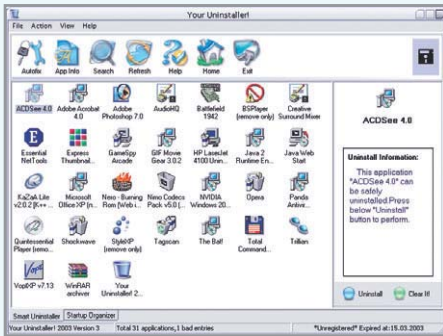 Your Uninstaller!
File Action View Help
Autofix App Info Search Refresh Help Home Exit
ACDSee 4.0
Adobe Acrobat
4.0
Adobe
Photoshop 7.0
AudioHQ
Battlefield
1942
BSPlayer
(remove only)
Creative
Surround Mixer
Essential
NetTools
Express
Thumbnail...
GameSpy
Arcade
GIF Movie
Gear 3.0.2
HP LaserJet
4100 Unin...
Java 2
Runtime En...
Java Web
Start
KaZaA Lite
v2.0.2 [K++ ...
Microsoft
Office XP (n...
Nero - Burning
Rom (Web i...
Nero Codecs
Pack v5.0 (...
NVIDIA
Windows 20...
Opera
Panda
Antivir...
Quintessential
Player (remo...
Shockwave
StyleXP
(remove only)
Tagscan
The Bat!
Total
Command...
Trillian
VoptXP v7.13
WinRAR
archiver
Your
Uninstaller! 2...
ACDSee 4.0
Uninstall Information:
This application
"ACDSee 4.0" can
be safely
uninstalled.Press
below "Uninstall"
button to perform.
Uninstall Clear It!
Smart Uninstaller Startup Organizer
Your Uninstaller! 2003 Version 3 Total 31 applications,1 bad entries *Unregistered* Expired at:15.03.2003